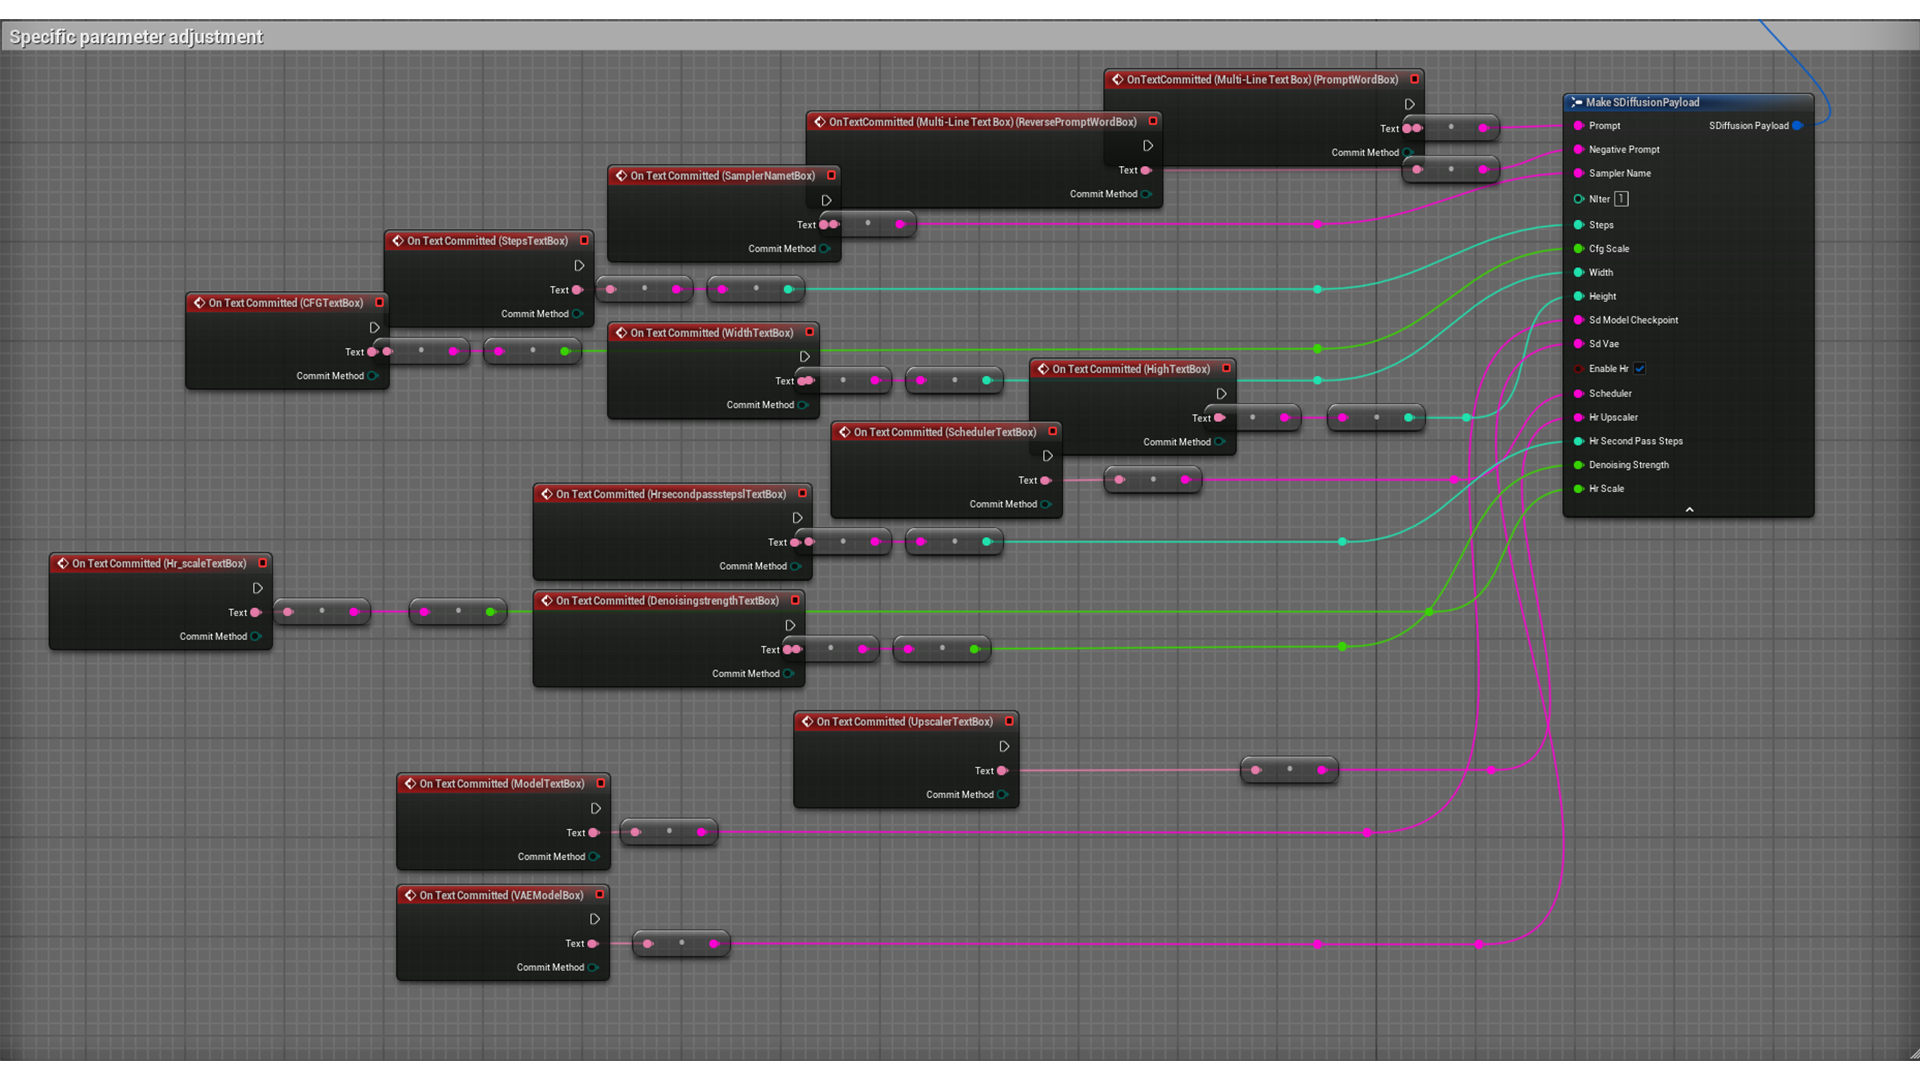 Specific parameter adjustment
OnTextCommitted (Multi-Line Text Box) (PromptWordBox)
Text
Commit Method
OnTextCommitted (Multi-Line Text Box) (ReversePromptWordBox)
Text
Commit Method
On Text Committed (SamplerNametBox)
Text
Commit Method
On Text Committed (StepsTextBox)
Text
Commit Method
On Text Committed (CFGTextBox)
Text
Commit Method
On Text Committed (WidthTextBox)
Text
Commit Method
On Text Committed (HighTextBox)
Text
Commit Method
On Text Committed (SchedulerTextBox)
Text
Commit Method
On Text Committed (HrsecondpassstepslTextBox)
Text
Commit Method
On Text Committed (Hr_scaleTextBox)
Text
Commit Method
On Text Committed (DenoisingstrengthTextBox)
Text
Commit Method
On Text Committed (UpscalerTextBox)
Text
Commit Method
On Text Committed (ModelTextBox)
Text
Commit Method
On Text Committed (VAEModelBox)
Text
Commit Method
Make SDiffusionPayload
Prompt SDiffusion Payload
Negative Prompt
Sampler Name
NIter 1
Steps
Cfg Scale
Width
Height
Sd Model Checkpoint
Sd Vae
Enable Hr
Scheduler
Hr Upscaler
Hr Second Pass Steps
Denoising Strength
Hr Scale